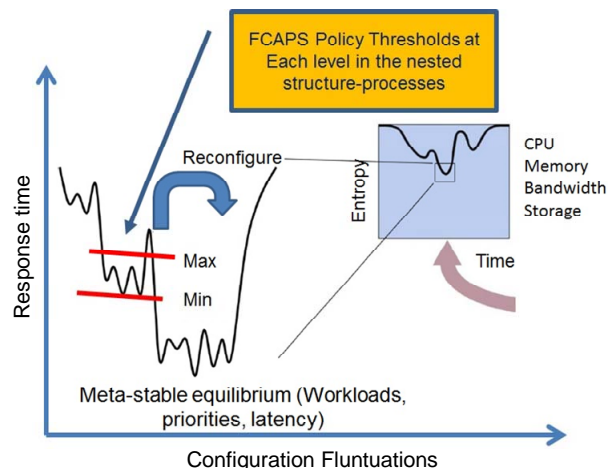 FCAPS Policy Thresholds at
Each level in the nested
structure-processes
Response time
Reconfigure
Max
Min
Meta-stable equilibrium (Workloads,
priorities, latency)
Entropy
CPU
Memory
Bandwidth
Storage
Time
Configuration Fluntuations